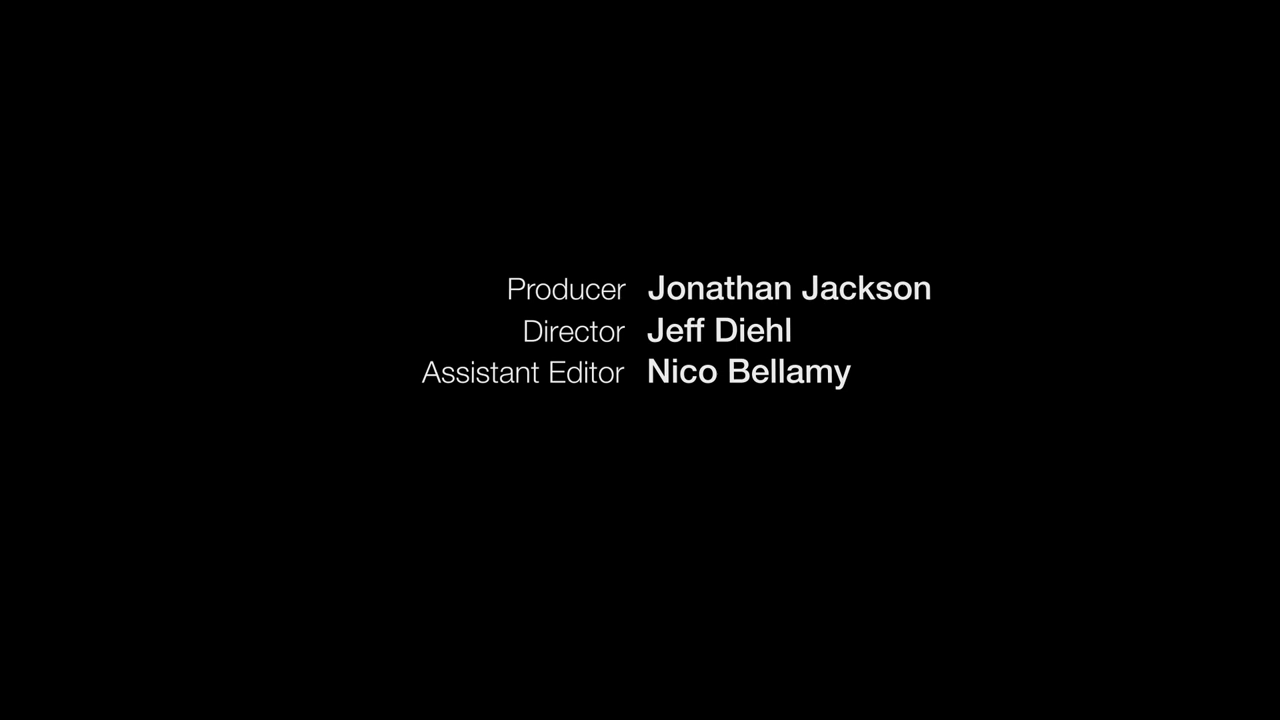 Producer Jonathan Jackson
Director Jeff Diehl
Assistant Editor Nico Bellamy